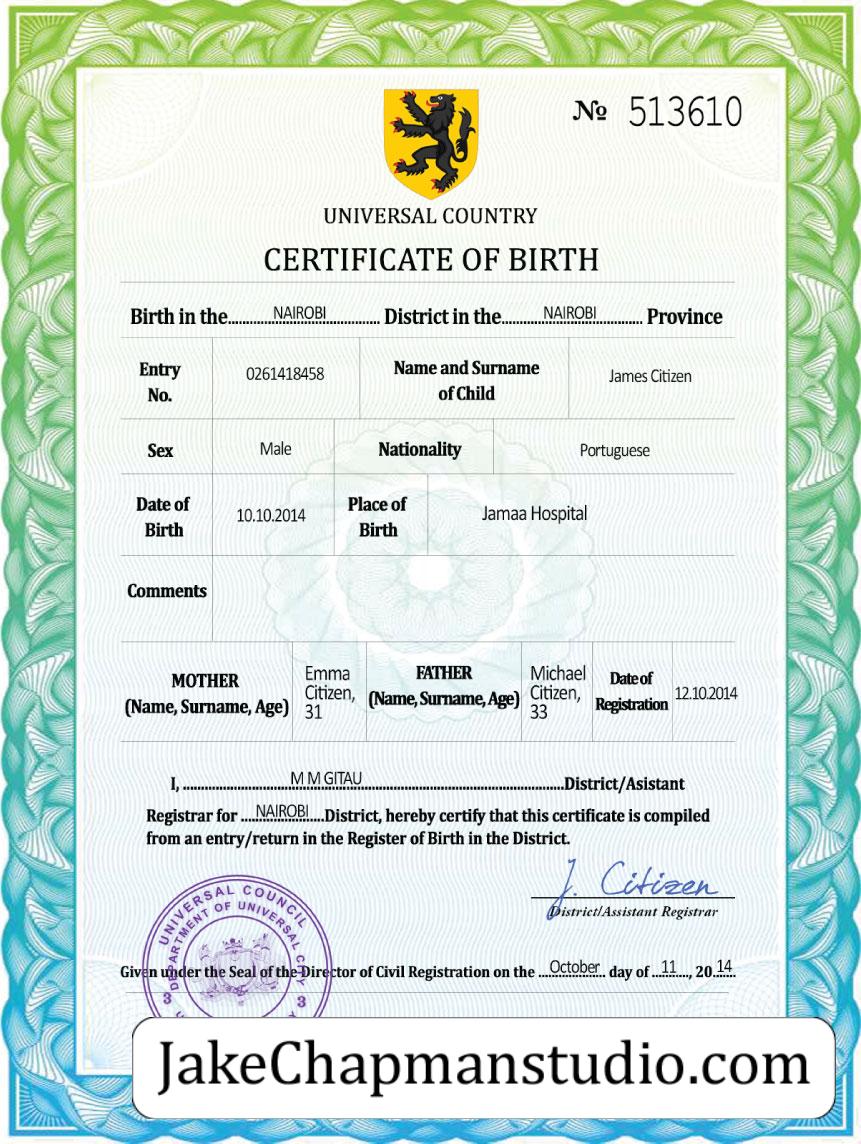 № 513610
UNIVERSAL COUNTRY
CERTIFICATE OF BIRTH
Birth in the....NAIROBI.... District in the....NAIROBI.... Province
Entry No. 0261418458 Name and Surname of Child James Citizen
Sex Male Nationality Portuguese
Date of Birth 10.10.2014 Place of Birth Jamaa Hospital
Comments
MOTHER (Name, Surname, Age) Emma Citizen, 31 FATHER (Name, Surname, Age) Michael Citizen, 33 Date of Registration 12.10.2014
I, ....M M GITAU....District/Asistant
Registrar for ....NAIROBI....District, hereby certify that this certificate is compiled
from an entry/return in the Register of Birth in the District.
J. Citizen
District/Assistant Registrar
UNIVERSAL COUNCIL
DEPARTMENT OF UNIVERSAL CITY
3 3
Given under the Seal of the Director of Civil Registration on the ....October.. day of ..11...., 20.14
JakeChapmanstudio.com